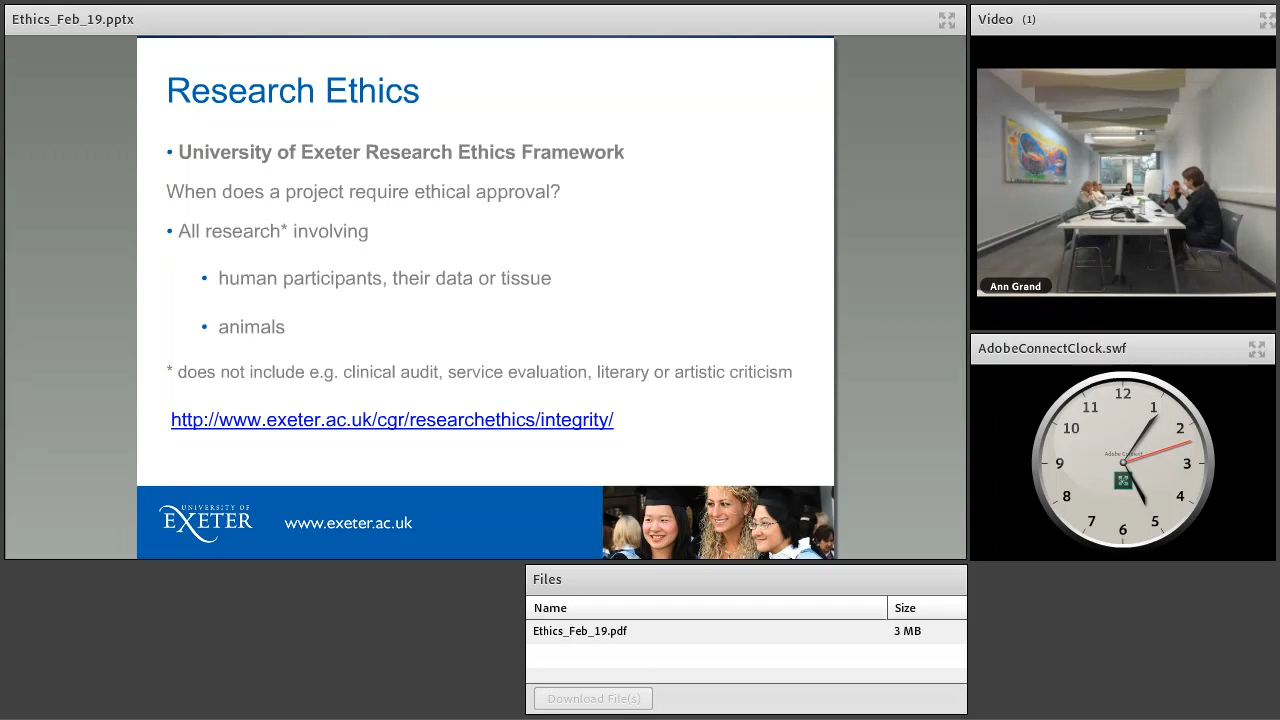 Ethics_Feb_19.pptx
Research Ethics
• University of Exeter Research Ethics Framework
When does a project require ethical approval?
• All research* involving
• human participants, their data or tissue
• animals
* does not include e.g. clinical audit, service evaluation, literary or artistic criticism
http://www.exeter.ac.uk/cgr/researchethics/integrity/
UNIVERSITY OF
EXETER
www.exeter.ac.uk
Video (1)
Ann Grand
AdobeConnectClock.swf
12
1
2
3
4
5
6
7
8
9
10
11
Adobe Connect
Files
Name Size
Ethics_Feb_19.pdf 3 MB
Download File(s)